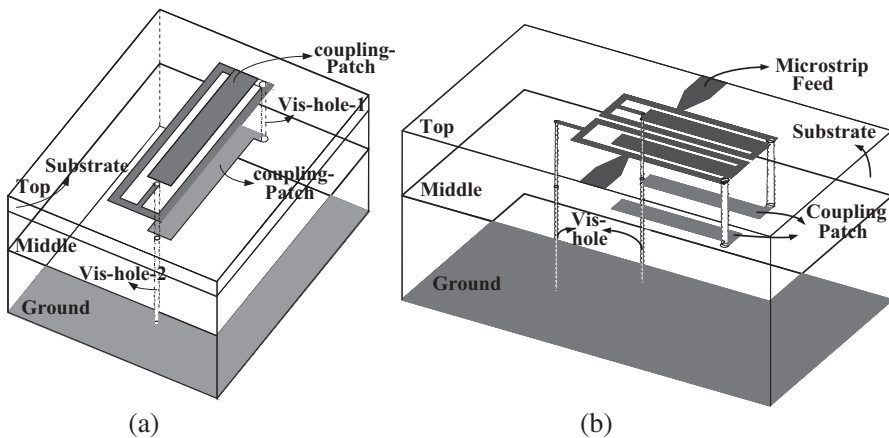 coupling-
Patch
Vis-hole-1
Substrate
Top
coupling-Patch
Middle
Vis-hole-2
Ground
(a)
Microstrip
Feed
Top
Substrate
Middle
Vis-
hole
Coupling
Patch
Ground
(b)